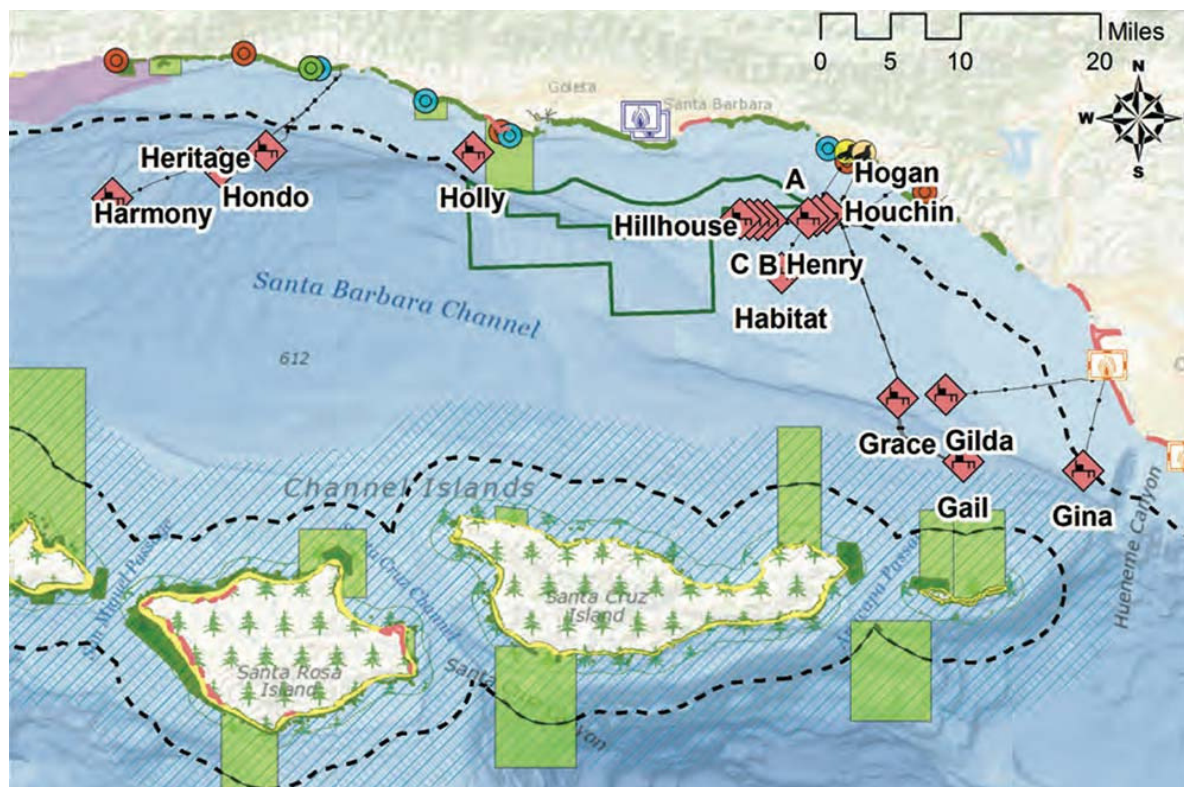 Miles
0 5 10 20
N
W E
S
Goleta
Santa Barbara
Heritage
Harmony
Hondo
Holly
A
Hogan
Hillhouse
Houchin
C B Henry
Habitat
Santa Barbara Channel
612
Grace Gilda
Gail
Gina
Channel Islands
Hueneme Canyon
Santa Cruz
Island
Santa Rosa
Island